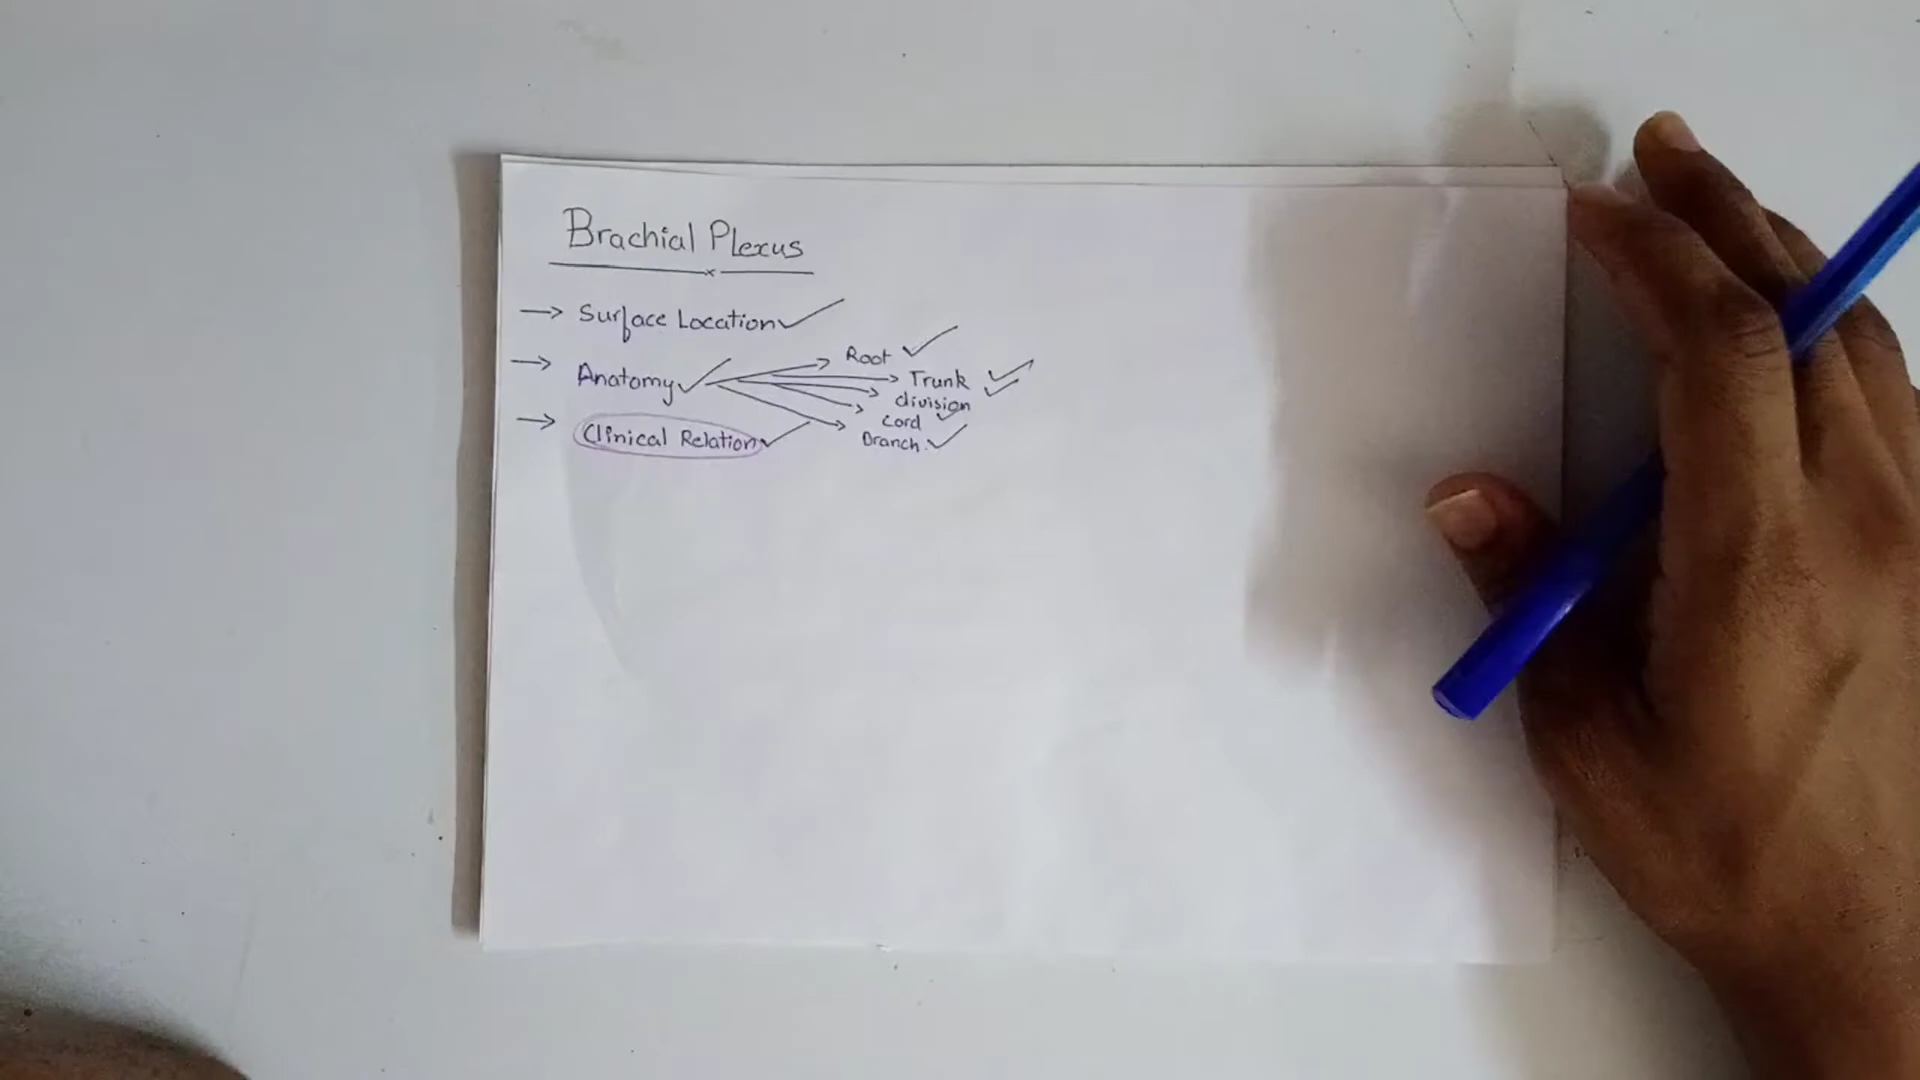 Brachial Plexus
→ Surface Location ✓
→ Anatomy ✓
→ Root ✓
→ Trunk ✓
→ division ✓
→ Cord ✓
→ Branch. ✓
→ Clinical Relation ✓